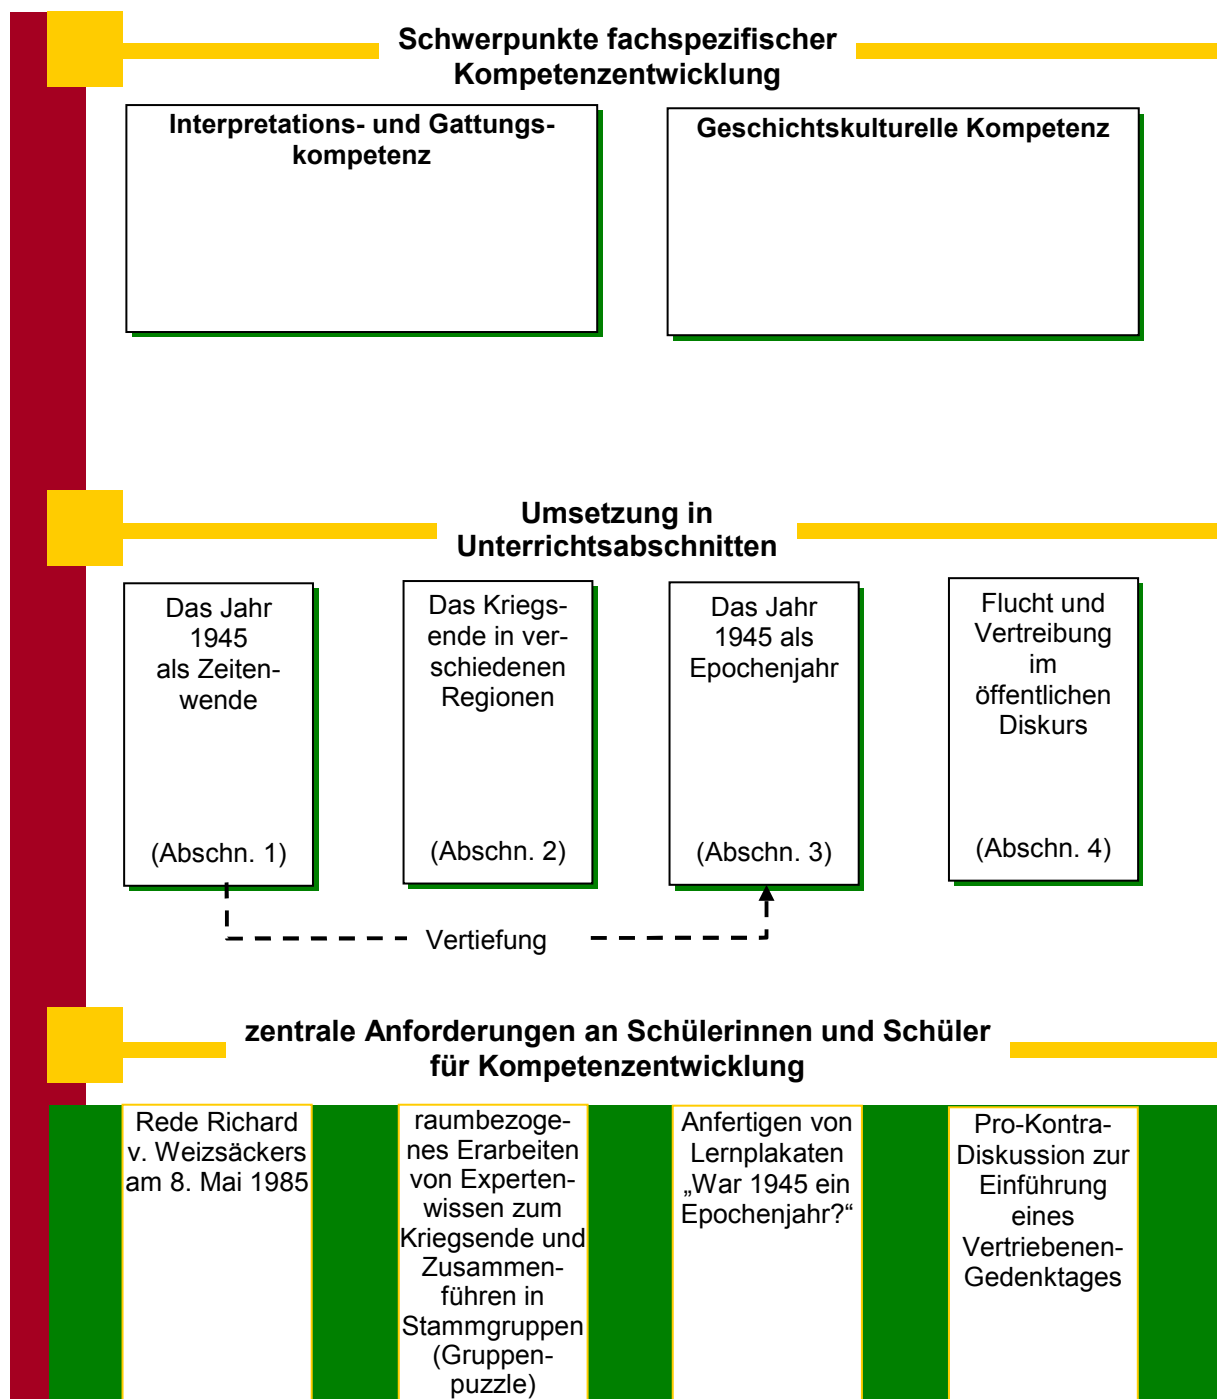 Schwerpunkte fachspezifischer
Kompetenzentwicklung
Interpretations- und Gattungs-
kompetenz
Geschichtskulturelle Kompetenz
Umsetzung in
Unterrichtsabschnitten
Das Jahr
1945
als Zeiten-
wende
(Abschn. 1)
Das Kriegs-
ende in ver-
schiedenen
Regionen
(Abschn. 2)
Das Jahr
1945 als
Epochenjahr
(Abschn. 3)
Flucht und
Vertreibung
im
öffentlichen
Diskurs
(Abschn. 4)
Vertiefung
zentrale Anforderungen an Schülerinnen und Schüler
für Kompetenzentwicklung
Rede Richard
v. Weizsäckers
am 8. Mai 1985
raumbezoge-
nes Erarbeiten
von Experten-
wissen zum
Kriegsende und
Zusammen-
führen in
Stammgruppen
(Gruppen-
puzzle)
Anfertigen von
Lernplakaten
„War 1945 ein
Epochenjahr?“
Pro-Kontra-
Diskussion zur
Einführung
eines
Vertriebenen-
Gedenktages